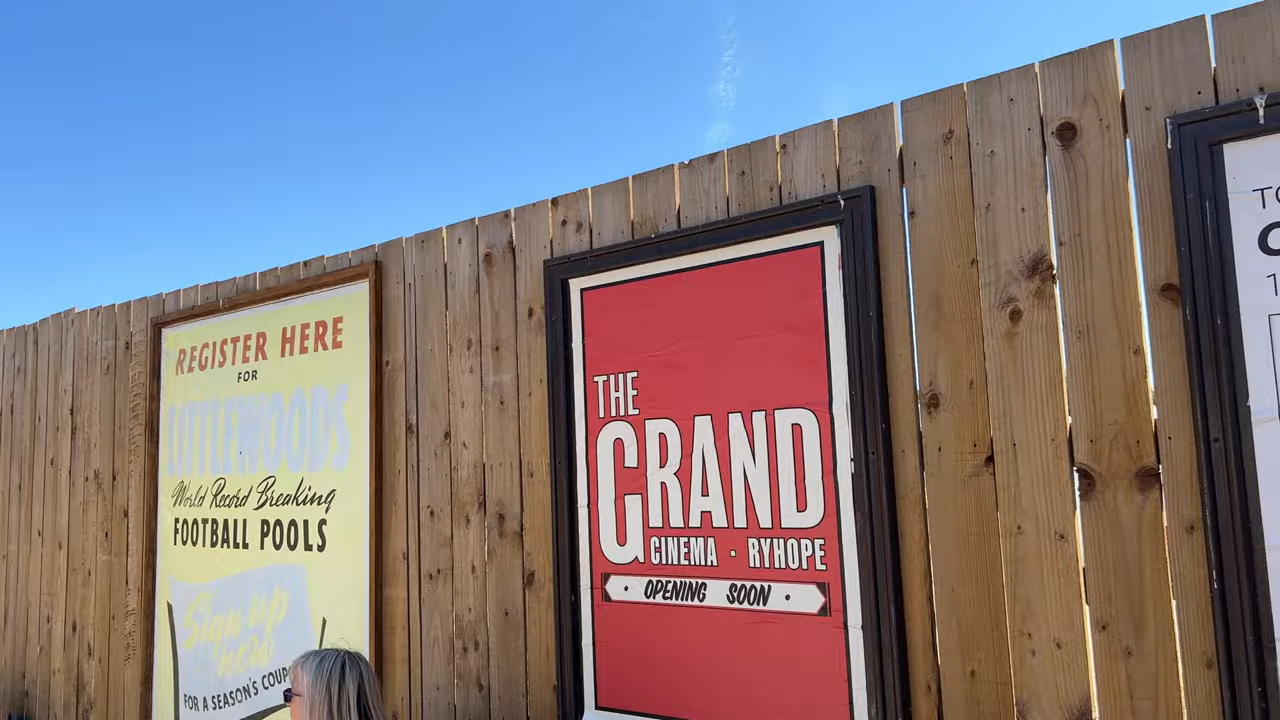 REGISTER HERE
FOR
LITTLEWOODS
World Record Breaking
FOOTBALL POOLS
Sign up
now
FOR A SEASON'S COUP
THE
GRAND
CINEMA · RYHOPE
· OPENING SOON ·